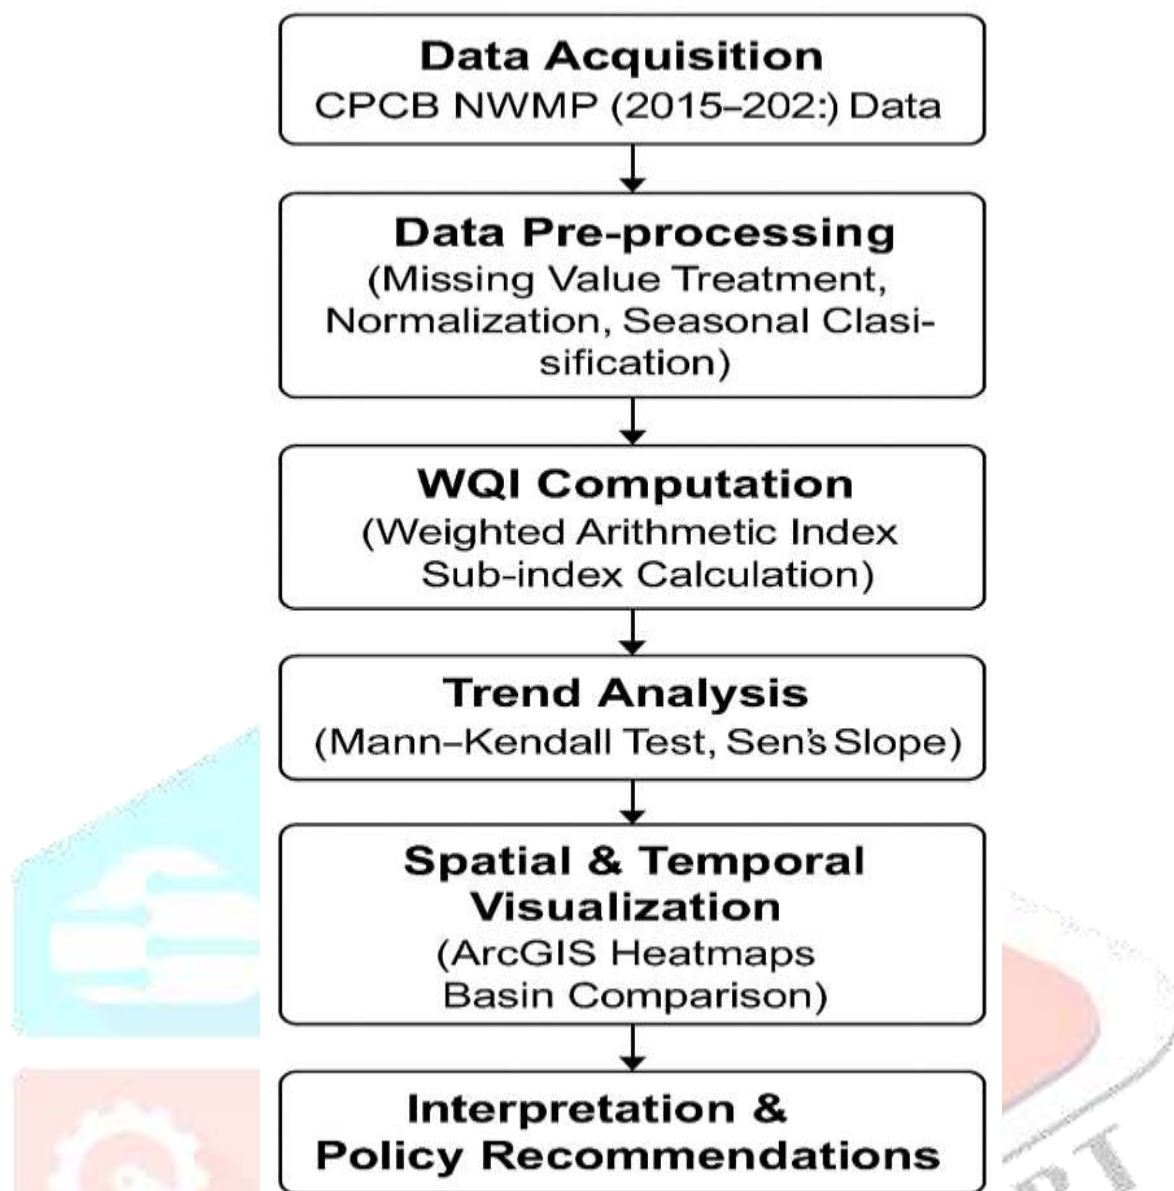 Data Acquisition
CPCB NWMP (2015–202:) Data
Data Pre-processing
(Missing Value Treatment,
Normalization, Seasonal Clasi-
sification)
WQI Computation
(Weighted Arithmetic Index
Sub-index Calculation)
Trend Analysis
(Mann–Kendall Test, Sen's Slope)
Spatial & Temporal
Visualization
(ArcGIS Heatmaps
Basin Comparison)
Interpretation &
Policy Recommendations